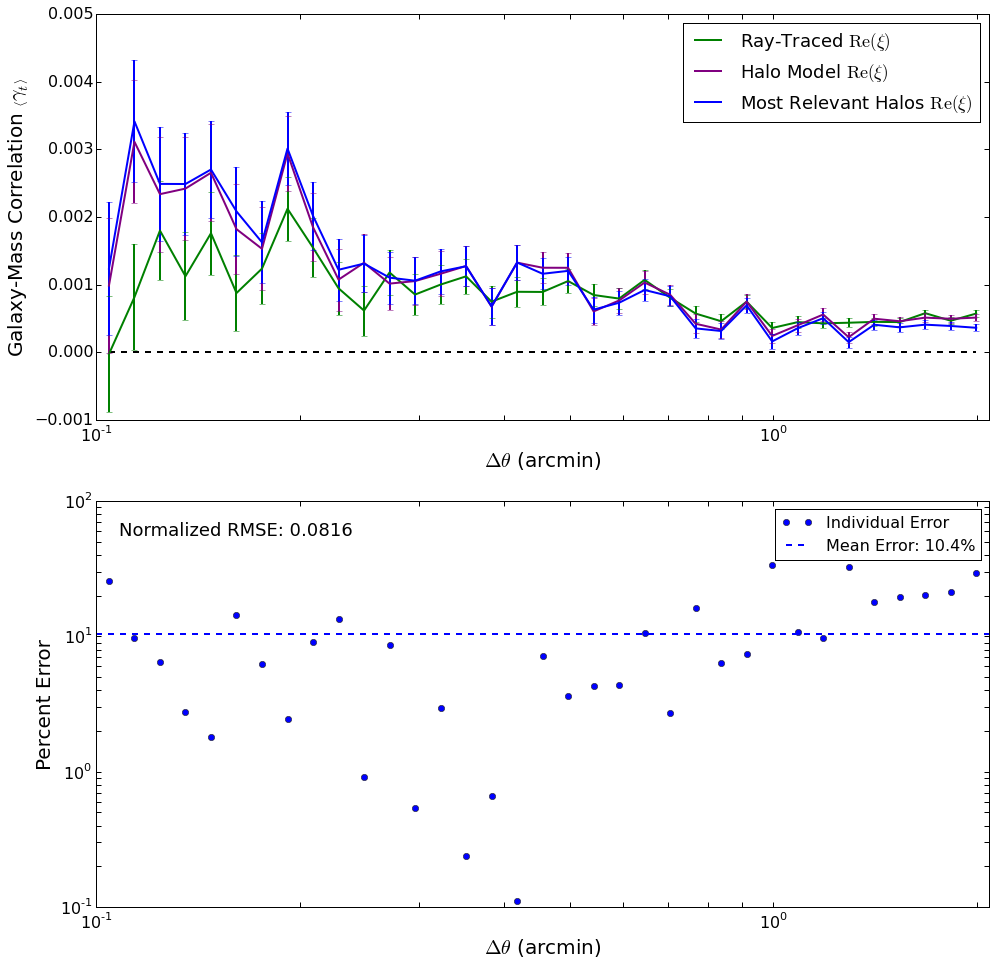 0.005
0.004
0.003
0.002
0.001
0.000
−0.001
Galaxy-Mass Correlation ⟨γₜ⟩
Ray-Traced Re(ξ)
Halo Model Re(ξ)
Most Relevant Halos Re(ξ)
10⁻¹
10⁰
Δθ (arcmin)
10²
10¹
10⁰
10⁻¹
Percent Error
Normalized RMSE: 0.0816
Individual Error
Mean Error: 10.4%
10⁻¹
10⁰
Δθ (arcmin)